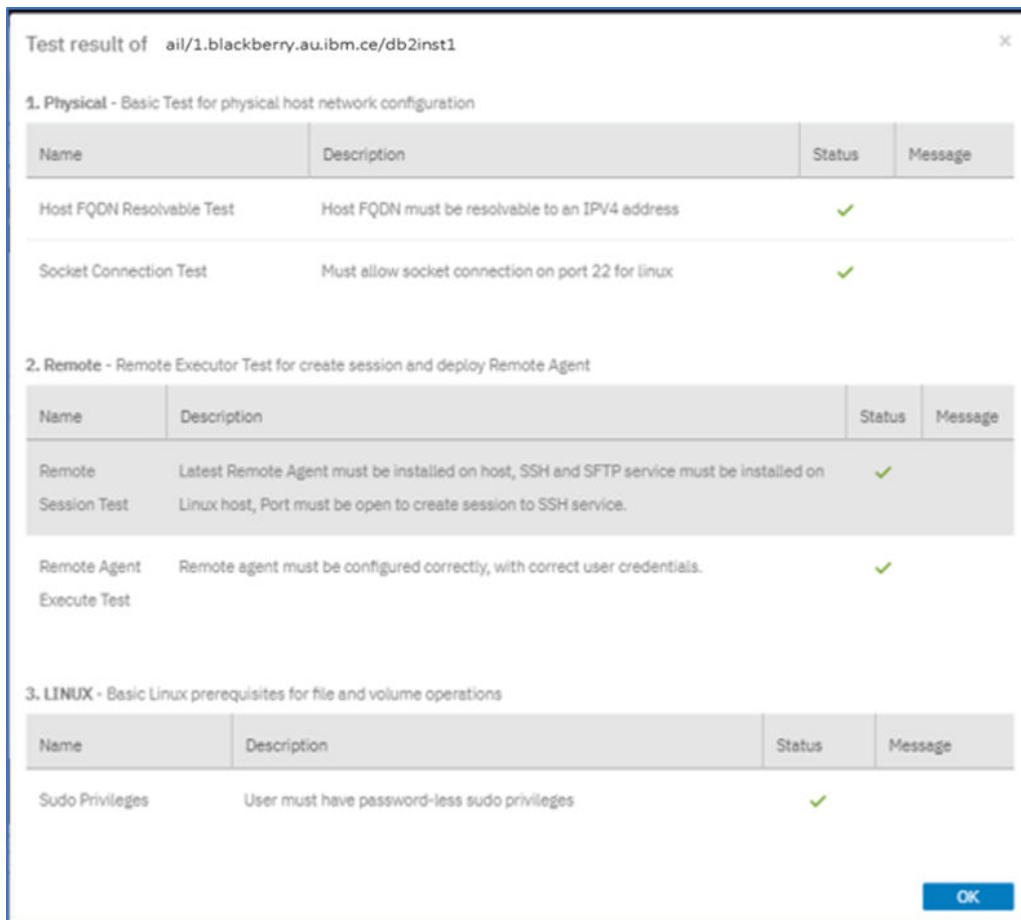 Test result of ail/1.blackberry.au.ibm.ce/db2inst1
1. Physical - Basic Test for physical host network configuration
Name Description Status Message
Host FQDN Resolvable Test Host FQDN must be resolvable to an IPV4 address
Socket Connection Test Must allow socket connection on port 22 for linux
2. Remote - Remote Executor Test for create session and deploy Remote Agent
Name Description Status Message
Remote Latest Remote Agent must be installed on host, SSH and SFTP service must be installed on
Session Test Linux host, Port must be open to create session to SSH service.
Remote Agent Remote agent must be configured correctly, with correct user credentials.
Execute Test
3. LINUX - Basic Linux prerequisites for file and volume operations
Name Description Status Message
Sudo Privileges User must have password-less sudo privileges
OK